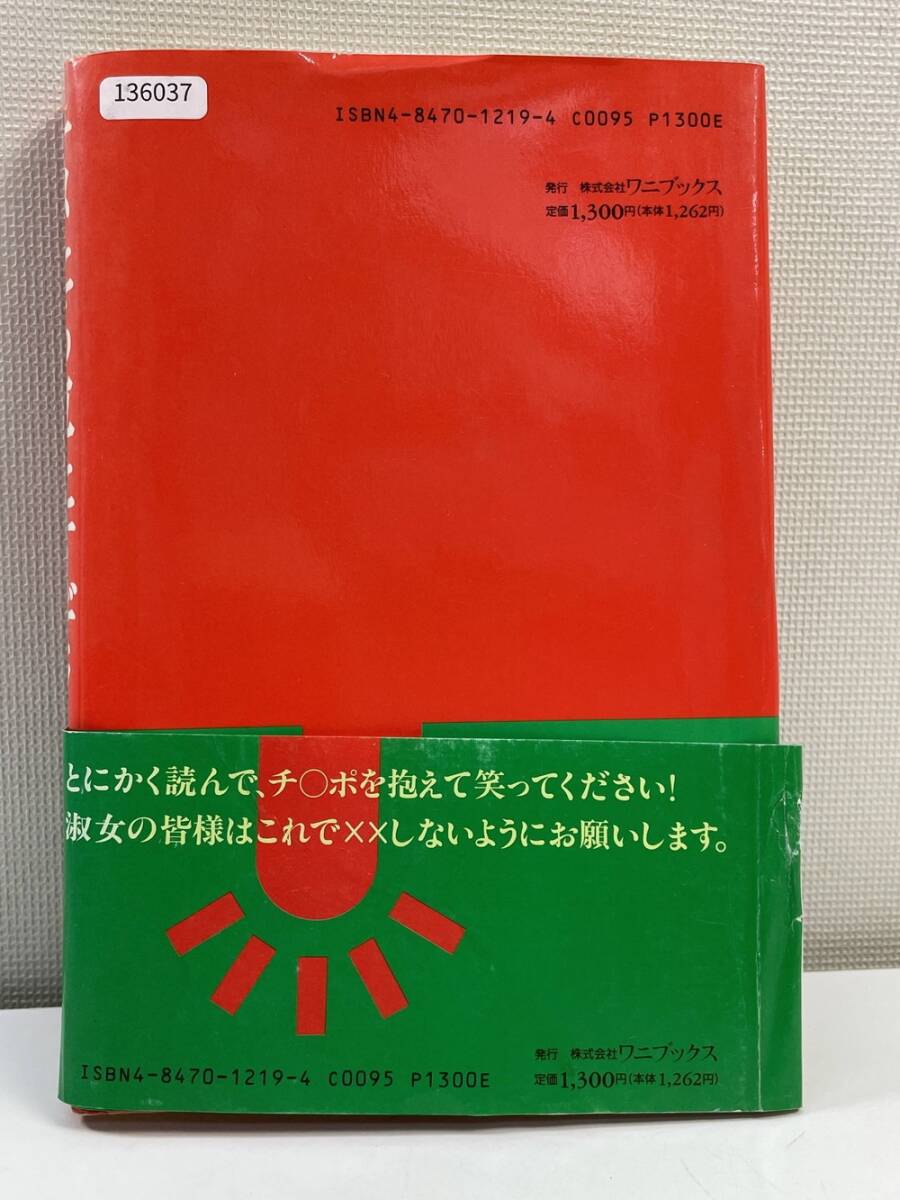 136037
ISBN4-8470-1219-4 C0095 P1300E
発行 株式会社ワニブックス
定価1,300円(本体1,262円)
とにかく読んで、チ○ポを抱えて笑ってください!
淑女の皆様はこれで××しないようにお願いします。
発行 株式会社ワニブックス
ISBN4-8470-1219-4 C0095 P1300E
定価1,300円(本体1,262円)